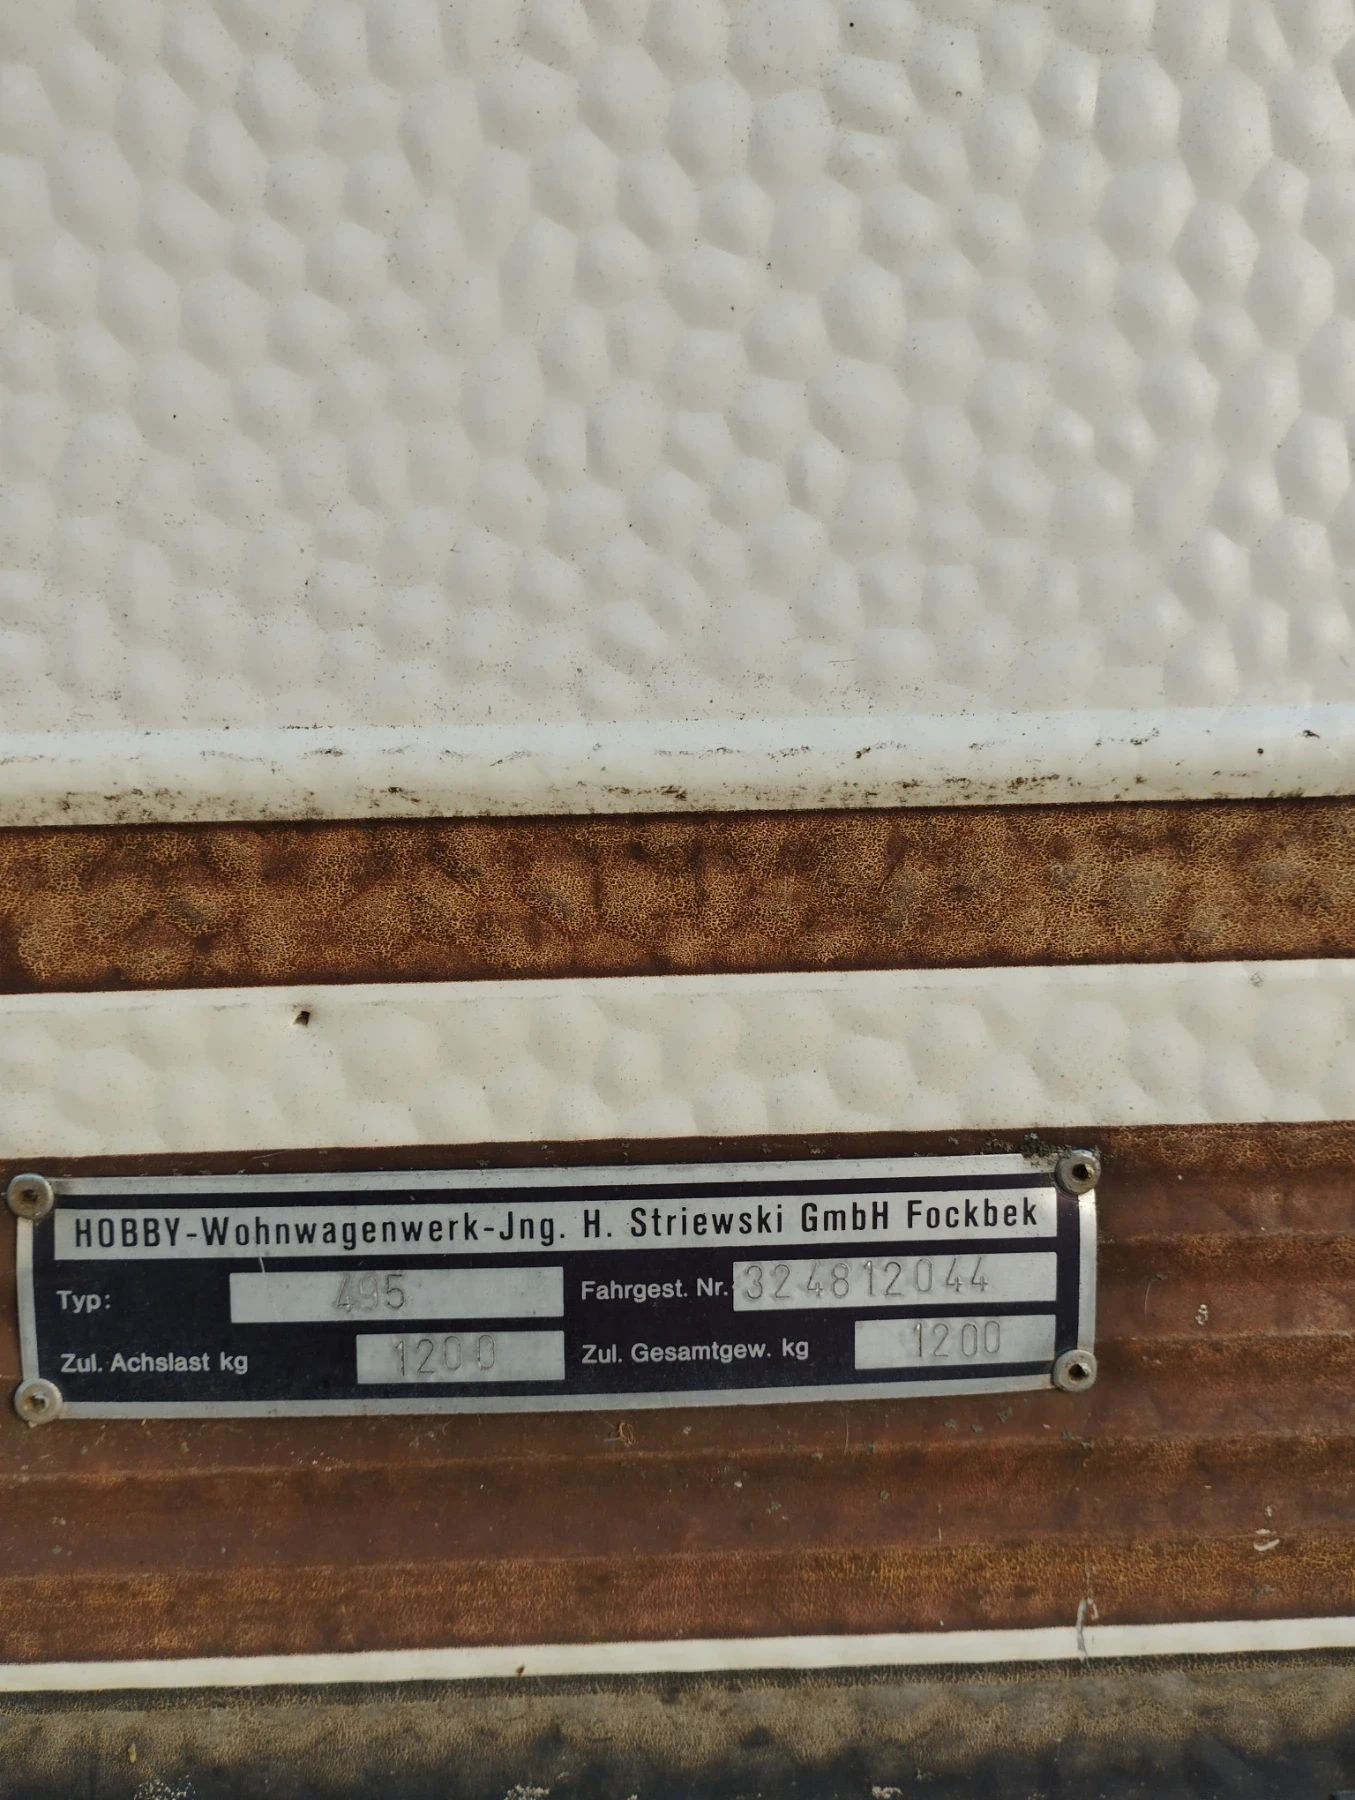 HOBBY-Wohnwagenwerk-Jng. H. Striewski GmbH Fockbek
Typ: 495 Fahrgest. Nr. 324812044
Zul. Achslast kg 1200 Zul. Gesamtgew. kg 1200